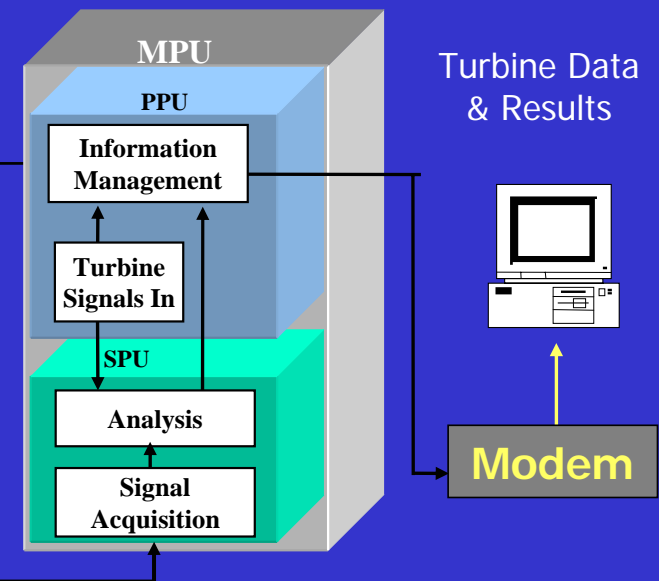 MPU
PPU
Information
Management
Turbine
Signals In
SPU
Analysis
Signal
Acquisition
Turbine Data
& Results
Modem